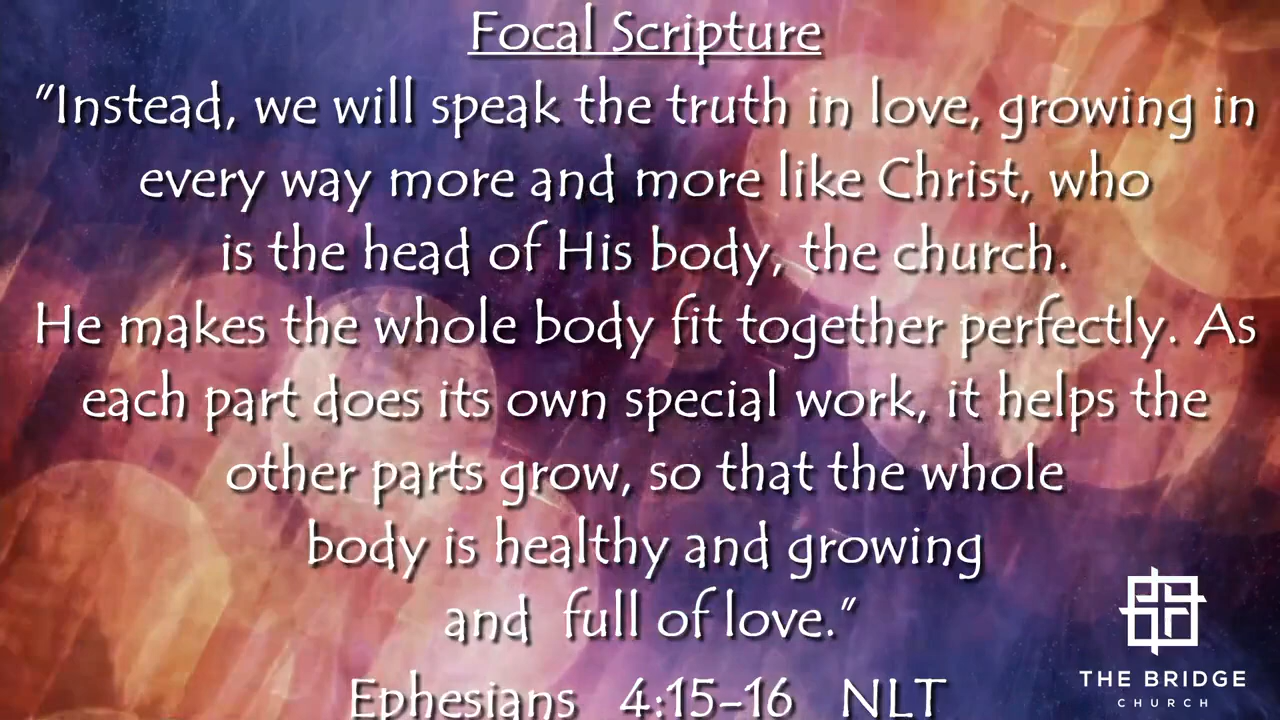 Focal Scripture
"Instead, we will speak the truth in love, growing in
every way more and more like Christ, who
is the head of His body, the church.
He makes the whole body fit together perfectly. As
each part does its own special work, it helps the
other parts grow, so that the whole
body is healthy and growing
and full of love."
Ephesians 4:15-16 NLT
THE BRIDGE
CHURCH